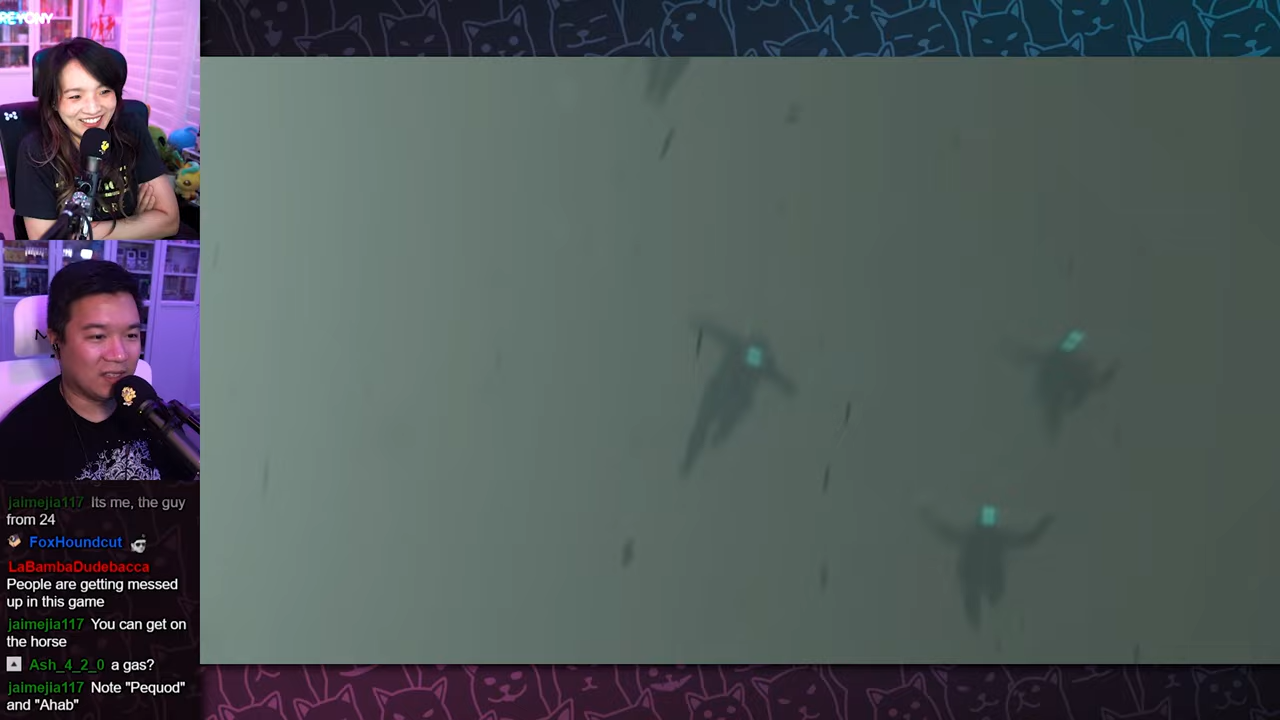 REYONY
jaimejia117 Its me, the guy
from 24
FoxHoundcut
LaBambaDudebacca
People are getting messed
up in this game
jaimejia117 You can get on
the horse
Ash_4_2_0 a gas?
jaimejia117 Note "Pequod"
and "Ahab"